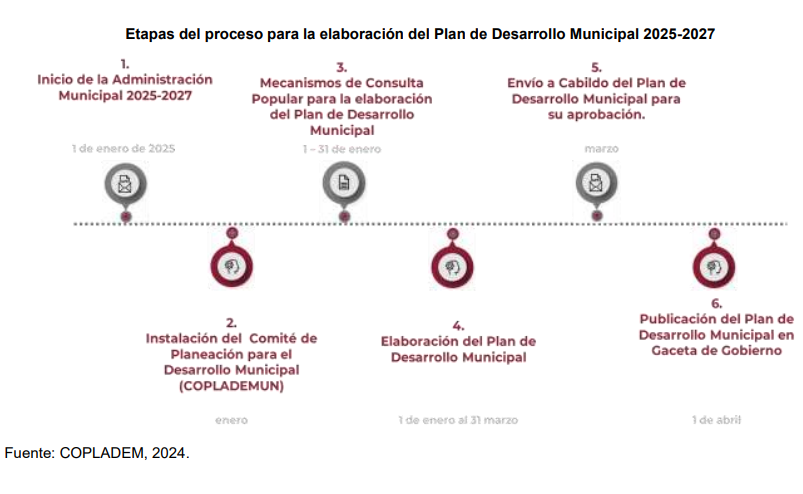 Etapas del proceso para la elaboración del Plan de Desarrollo Municipal 2025-2027
1.
Inicio de la Administración
Municipal 2025-2027
1 de enero de 2025
2.
Instalación del Comité de
Planeación para el
Desarrollo Municipal
(COPLADEMUN)
enero
3.
Mecanismos de Consulta
Popular para la elaboración
del Plan de Desarrollo
Municipal
1 – 31 de enero
4.
Elaboración del Plan de
Desarrollo Municipal
1 de enero al 31 marzo
5.
Envío a Cabildo del Plan de
Desarrollo Municipal para
su aprobación.
marzo
6.
Publicación del Plan de
Desarrollo Municipal en
Gaceta de Gobierno
1 de abril
Fuente: COPLADEM, 2024.